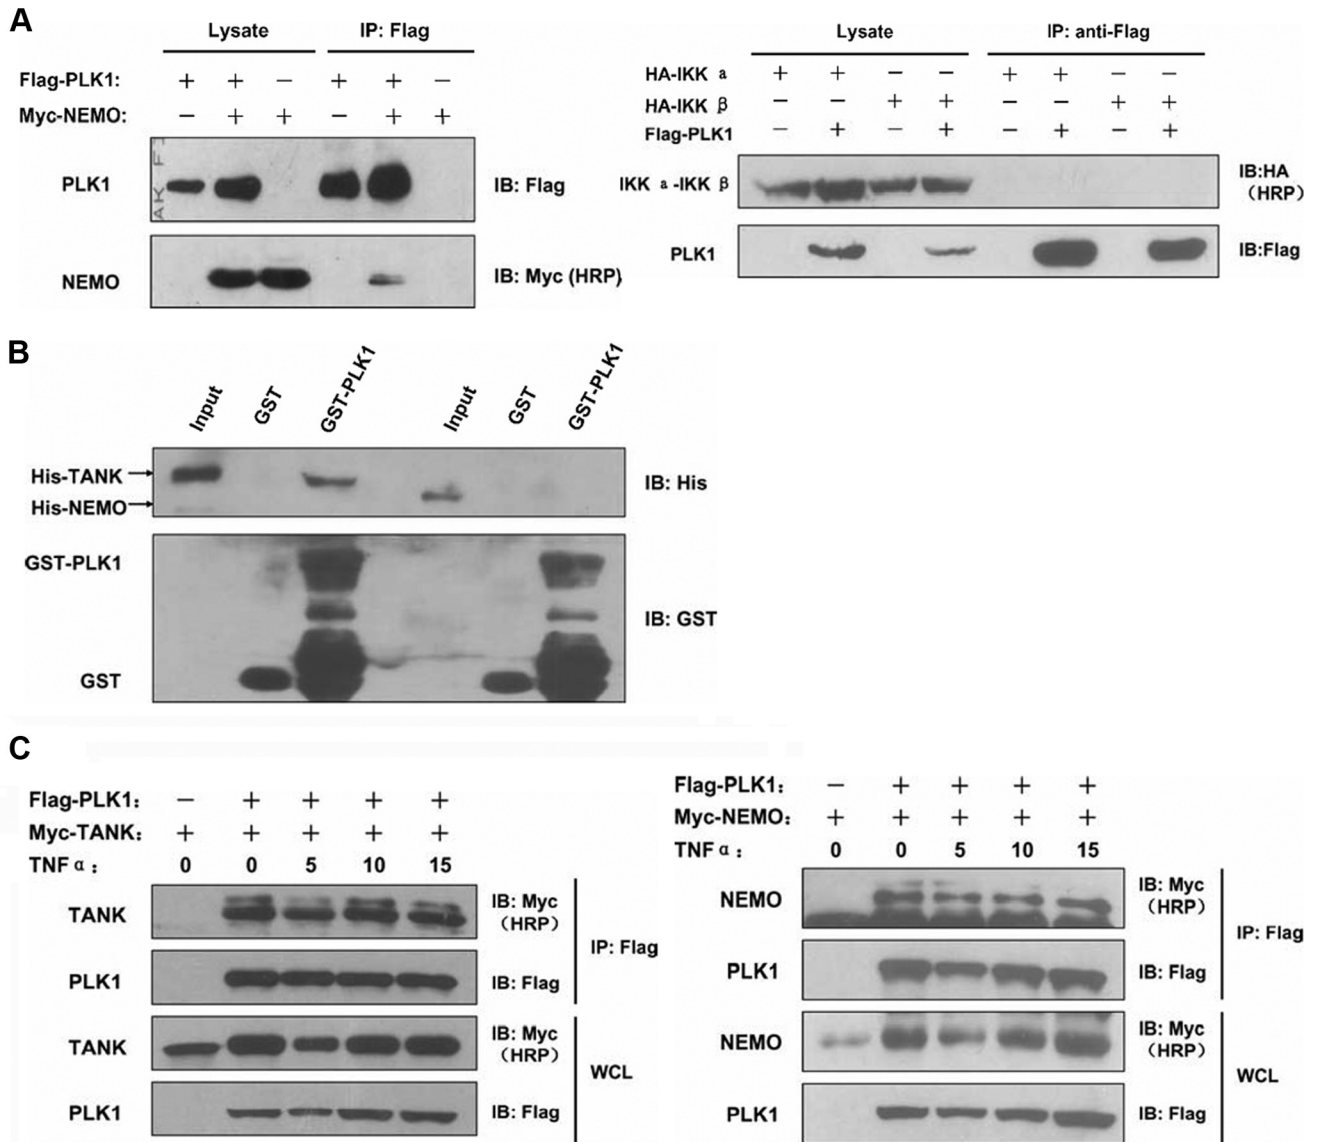 A
Lysate IP: Flag
Flag-PLK1: + + − + + −
Myc-NEMO: − + + − + +
PLK1 IB: Flag
NEMO IB: Myc (HRP)
Lysate IP: anti-Flag
HA-IKK a + + − − + + − −
HA-IKK β − − + + − − + +
Flag-PLK1 − + − + − + − +
IKK a-IKK β IB:HA
(HRP)
PLK1 IB:Flag
B
Input GST GST-PLK1 Input GST GST-PLK1
His-TANK
His-NEMO
IB: His
GST-PLK1
IB: GST
GST
C
Flag-PLK1: − + + + +
Myc-TANK: + + + + +
TNF α: 0 0 5 10 15
TANK IB: Myc
(HRP)
PLK1 IB: Flag
IP: Flag
TANK IB: Myc
(HRP)
PLK1 IB: Flag
WCL
Flag-PLK1: − + + + +
Myc-NEMO: + + + + +
TNF α: 0 0 5 10 15
NEMO IB: Myc
(HRP)
PLK1 IB: Flag
IP: Flag
NEMO IB: Myc
(HRP)
PLK1 IB: Flag
WCL